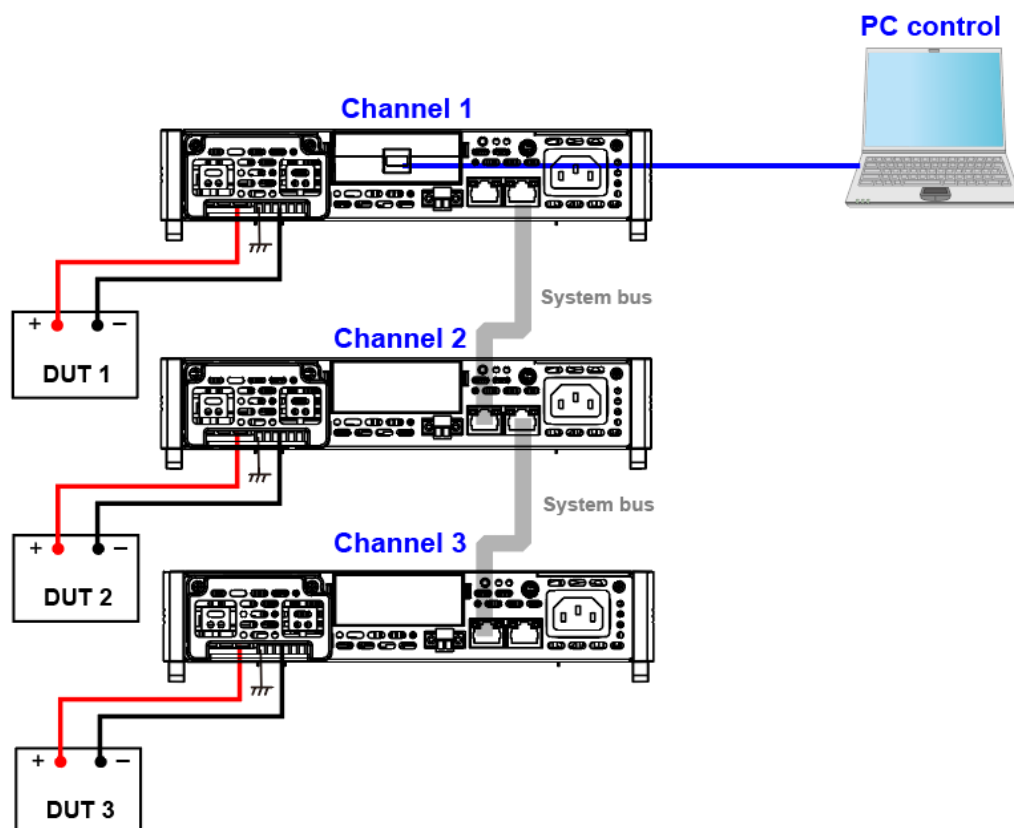 PC control
Channel 1
System bus
+ −
DUT 1
Channel 2
System bus
+ −
DUT 2
Channel 3
+ −
DUT 3